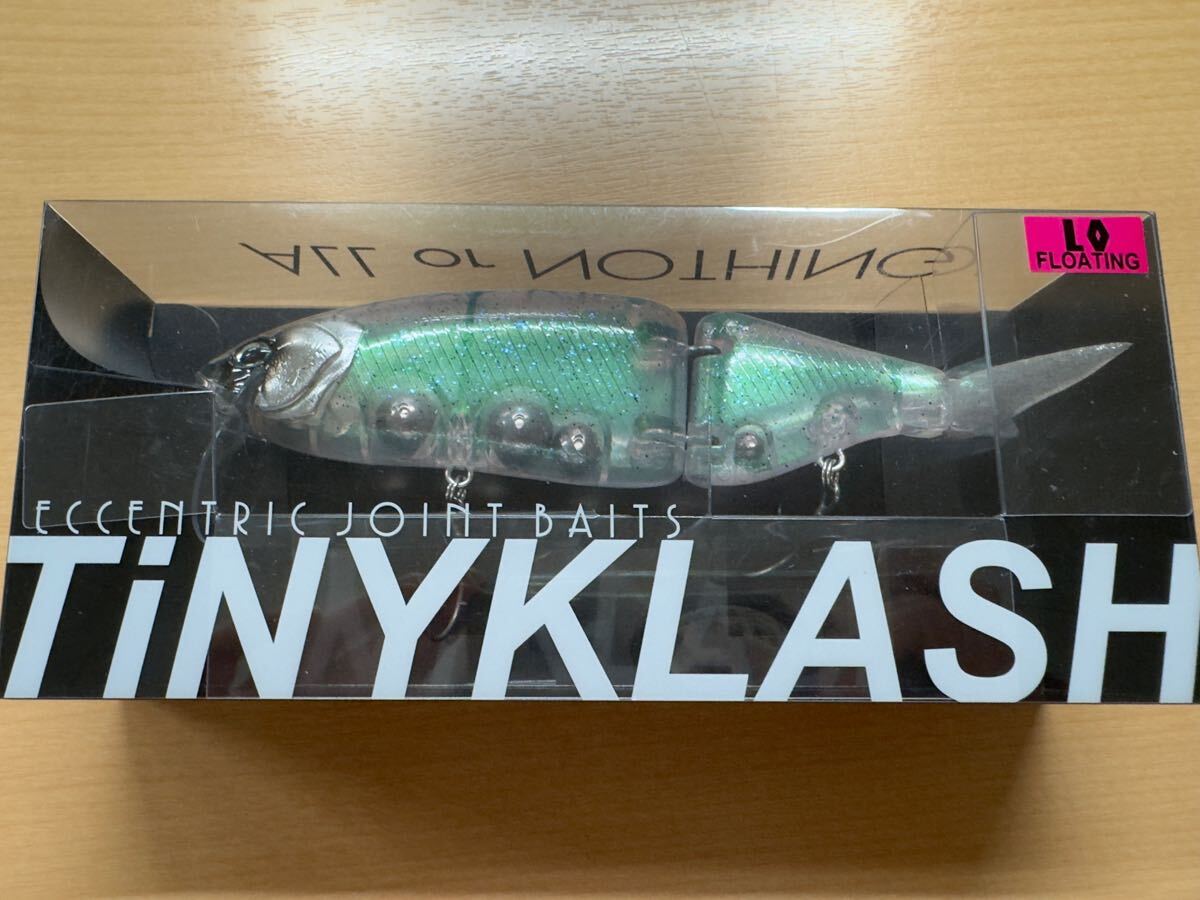 ALL or NOTHING
LO
FLOATING
ECCENTRIC JOINT BAITS
TiNYKLASH